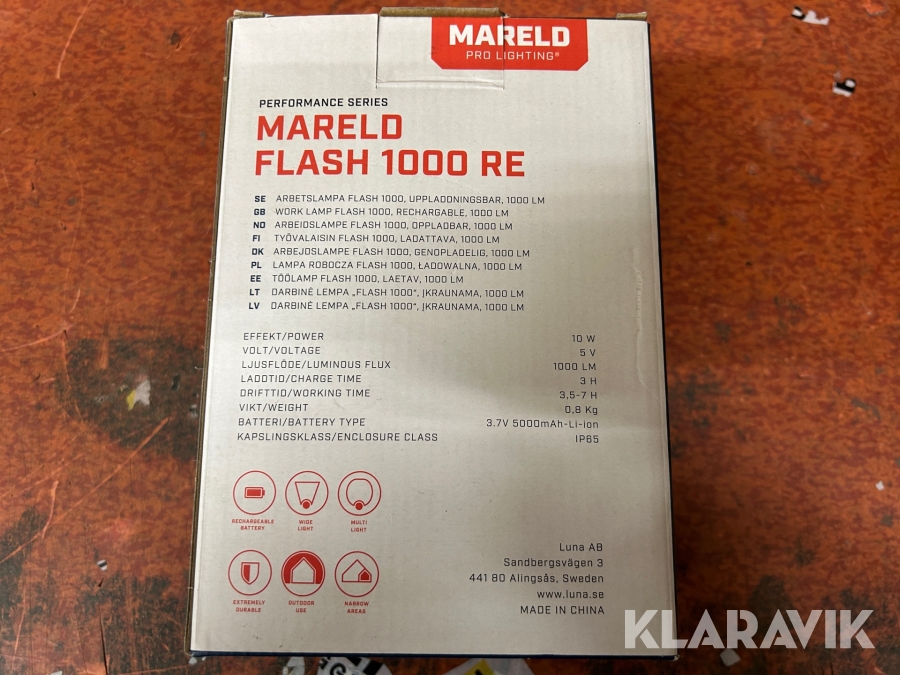 MARELD
PRO LIGHTING®
PERFORMANCE SERIES
MARELD
FLASH 1000 RE
SE ARBETSLAMPA FLASH 1000, UPPLADDNINGSBAR, 1000 LM
GB WORK LAMP FLASH 1000, RECHARGABLE, 1000 LM
NO ARBEIDSLAMPE FLASH 1000, OPPLADBAR, 1000 LM
FI TYÖVALAISIN FLASH 1000, LADATTAVA, 1000 LM
DK ARBEJDSLAMPE FLASH 1000, GENOPLADELIG, 1000 LM
PL LAMPA ROBOCZA FLASH 1000, ŁADOWALNA, 1000 LM
EE TÖÖLAMP FLASH 1000, LAETAV, 1000 LM
LT DARBINĖ LEMPA „FLASH 1000“, ĮKRAUNAMA, 1000 LM
LV DARBINĖ LEMPA „FLASH 1000“, ĮKRAUNAMA, 1000 LM
EFFEKT/POWER 10 W
VOLT/VOLTAGE 5 V
LJUSFLÖDE/LUMINOUS FLUX 1000 LM
LADDTID/CHARGE TIME 3 H
DRIFTTID/WORKING TIME 3,5-7 H
VIKT/WEIGHT 0,8 Kg
BATTERI/BATTERY TYPE 3.7V 5000mAh-Li-ion
KAPSLINGSKLASS/ENCLOSURE CLASS IP65
RECHARGEABLE BATTERY
WIDE LIGHT
MULTI LIGHT
EXTREMELY DURABLE
OUTDOOR USE
NARROW AREAS
Luna AB
Sandbergsvägen 3
441 80 Alingsås, Sweden
www.luna.se
MADE IN CHINA
KLARAVIK